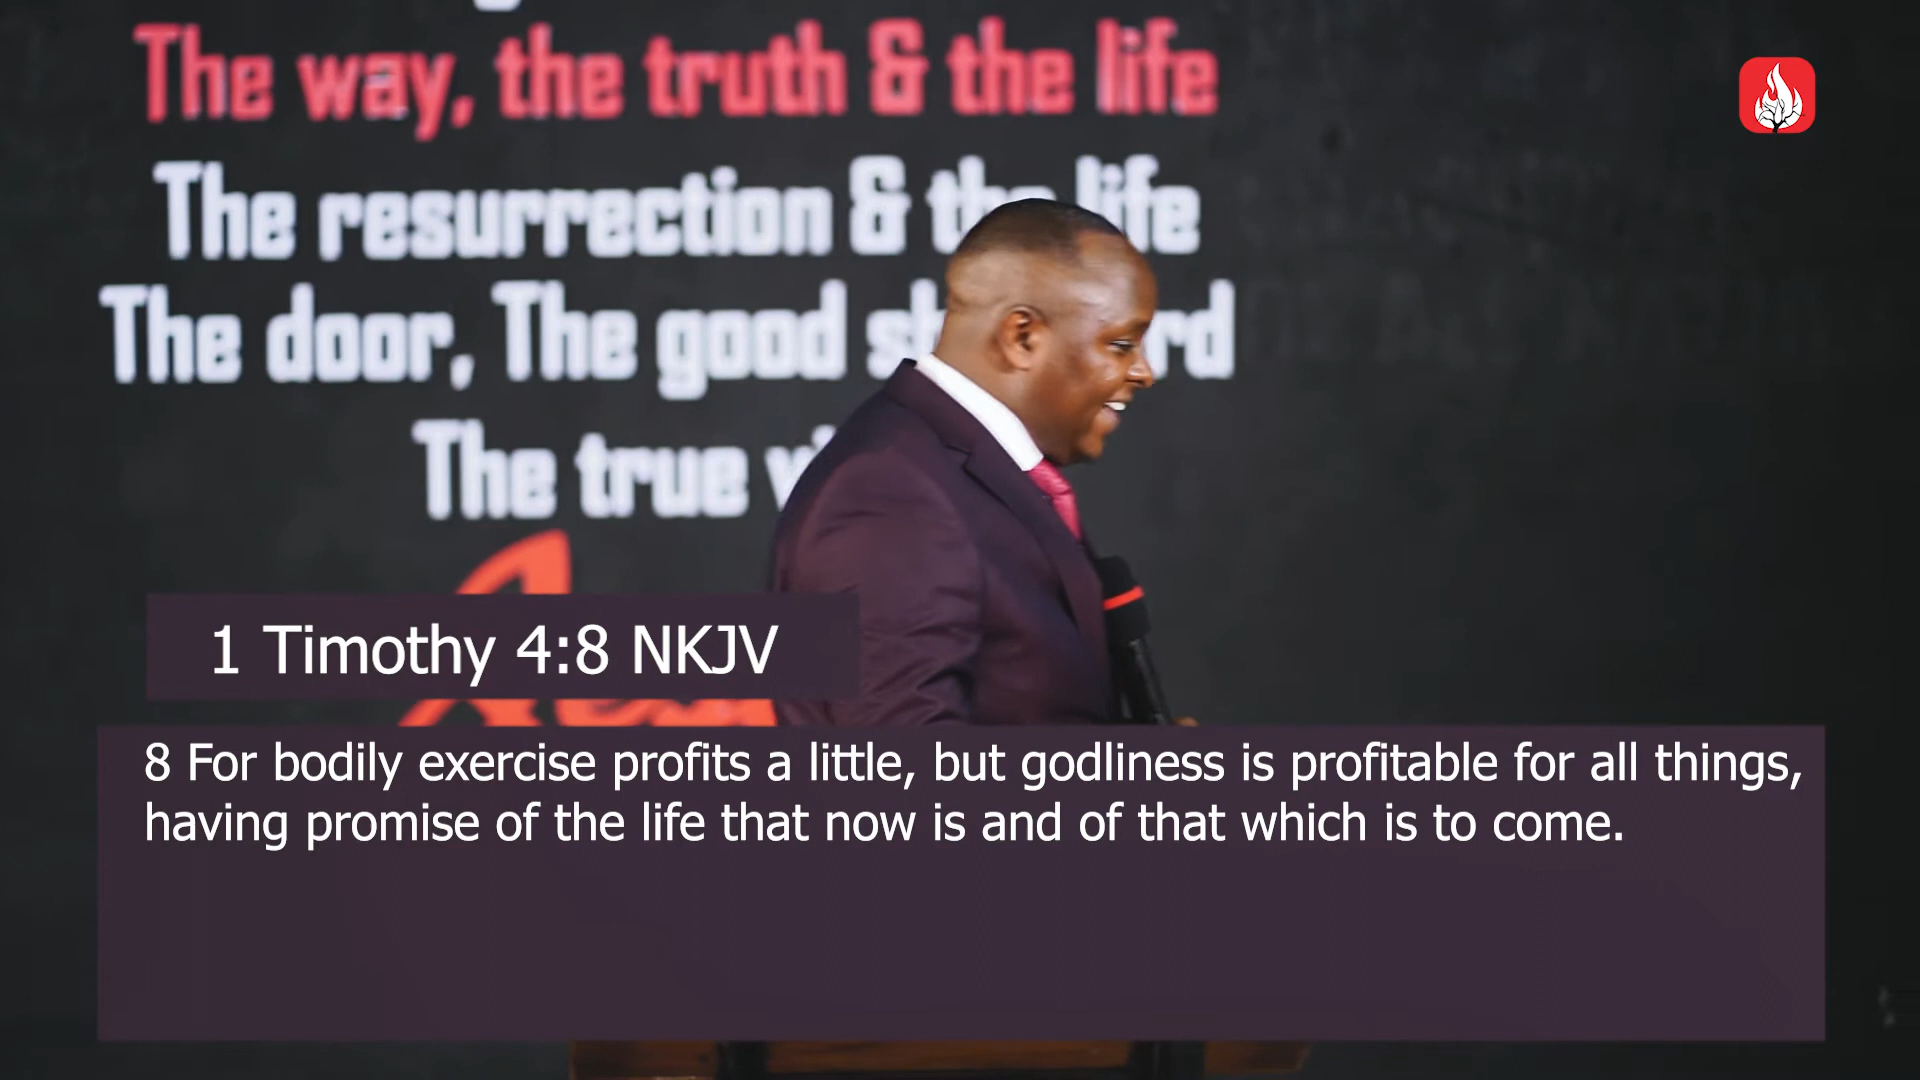 The way, the truth & the life
The resurrection & the life
The door, The good
The true
1 Timothy 4:8 NKJV
8 For bodily exercise profits a little, but godliness is profitable for all things,
having promise of the life that now is and of that which is to come.